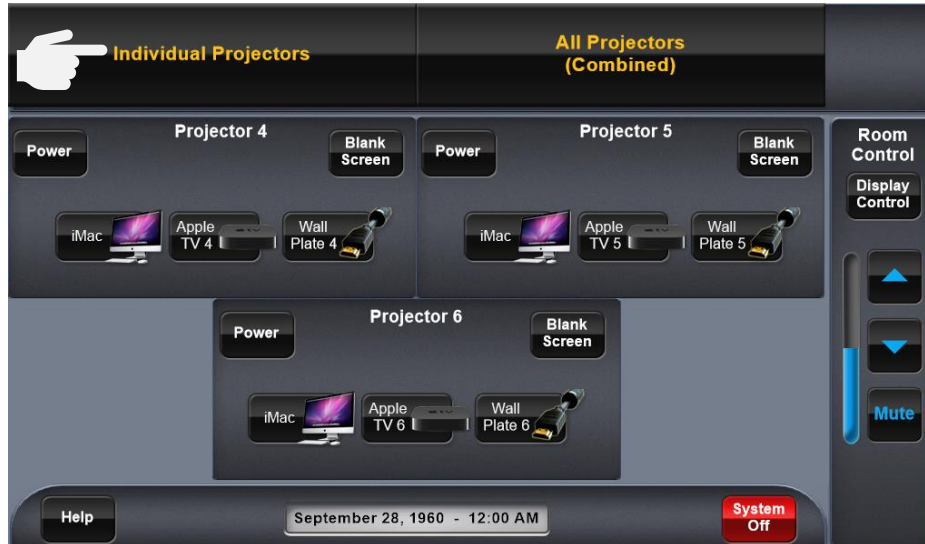 Individual Projectors
All Projectors
(Combined)
Projector 4
Power
Blank
Screen
iMac
Apple
TV 4
Wall
Plate 4
Projector 5
Power
Blank
Screen
iMac
Apple
TV 5
Wall
Plate 5
Room
Control
Display
Control
Mute
Projector 6
Power
Blank
Screen
iMac
Apple
TV 6
Wall
Plate 6
Help
September 28, 1960 - 12:00 AM
System
Off